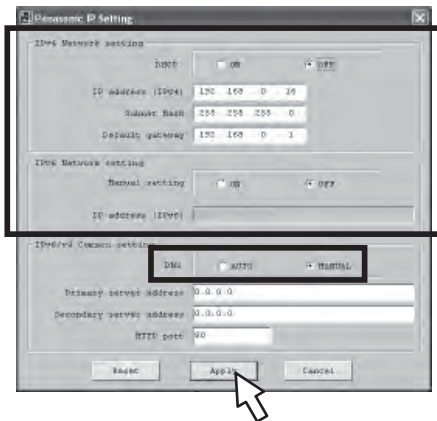 Panasonic IP Setting
IPv4 Network setting
DHCP ON OFF
IP address (IPv4) 192 168 0 16
Subnet Mask 255 255 255 0
Default gateway 192 168 0 1
IPv6 Network setting
Manual setting ON OFF
IP address (IPv6)
IPv6/v4 Common setting
DNS AUTO MANUAL
Primary server address 0.0.0.0
Secondary server address 0.0.0.0
HTTP port 80
Reset Apply Cancel